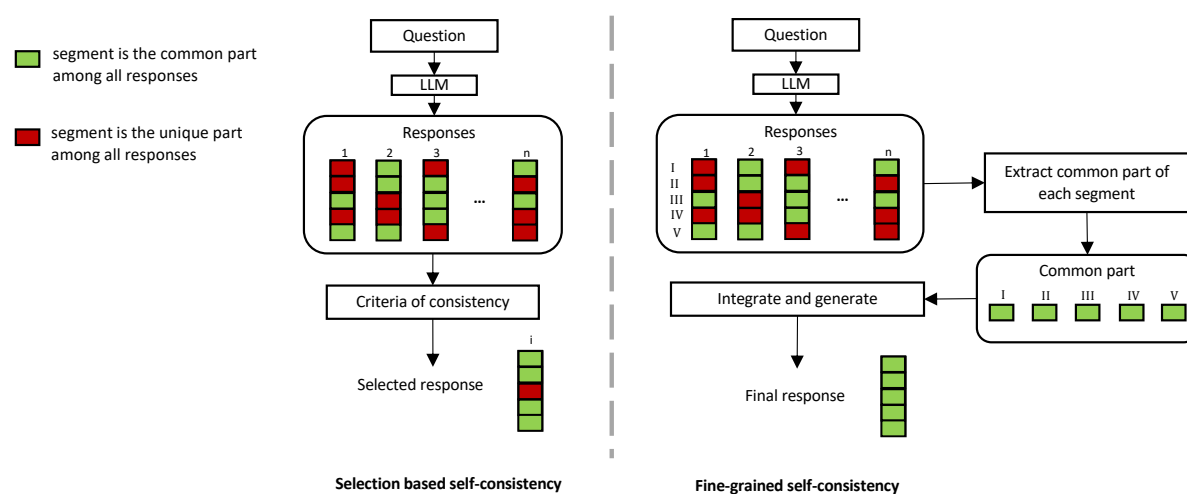 segment is the common part
among all responses
segment is the unique part
among all responses
Question
LLM
Responses
1 2 3 n
...
Criteria of consistency
i
Selected response
Selection based self-consistency
Question
LLM
Responses
1 2 3 n
I
II
III
...
IV
V
Extract common part of
each segment
Common part
I II III IV V
Integrate and generate
Final response
Fine-grained self-consistency